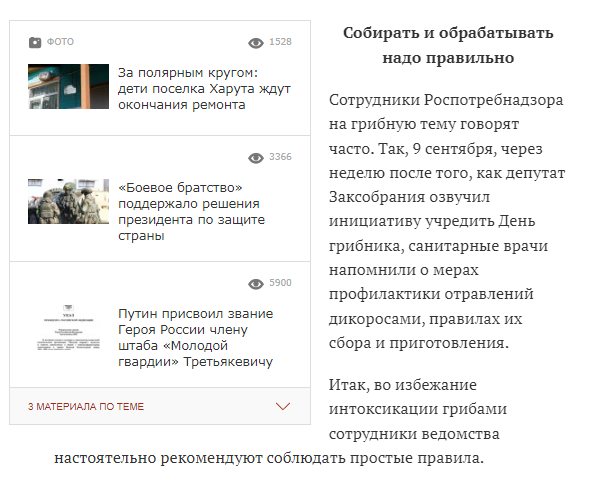 ФОТО
1528
За полярным кругом:
дети поселка Харута ждут
окончания ремонта
3366
«Боевое братство»
поддержало решения
президента по защите
страны
5900
УКАЗ
Путин присвоил звание
Героя России члену
штаба «Молодой
гвардии» Третьякевичу
3 МАТЕРИАЛА ПО ТЕМЕ
Собирать и обрабатывать
надо правильно
Сотрудники Роспотребнадзора
на грибную тему говорят
часто. Так, 9 сентября, через
неделю после того, как депутат
Заксобрания озвучил
инициативу учредить День
грибника, санитарные врачи
напомнили о мерах
профилактики отравлений
дикоросами, правилах их
сбора и приготовления.
Итак, во избежание
интоксикации грибами
сотрудники ведомства
настоятельно рекомендуют соблюдать простые правила.